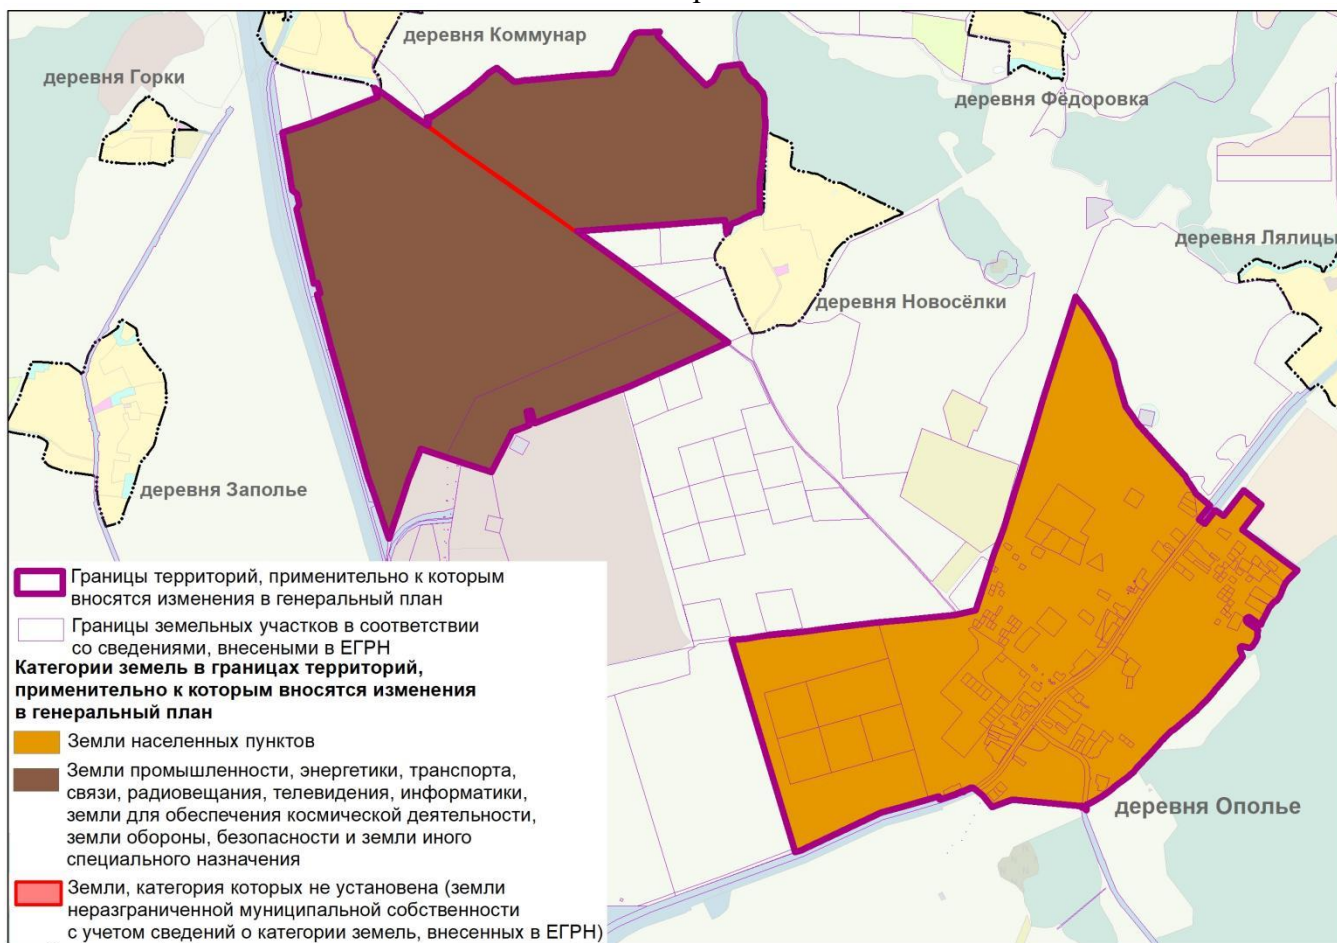 деревня Коммунар
деревня Горки
деревня Фёдоровка
деревня Лялицы
деревня Новосёлки
деревня Заполье
деревня Ополье
Границы территорий, применительно к которым
вносятся изменения в генеральный план
Границы земельных участков в соответствии
со сведениями, внесеными в ЕГРН
Категории земель в границах территорий,
применительно к которым вносятся изменения
в генеральный план
Земли населенных пунктов
Земли промышленности, энергетики, транспорта,
связи, радиовещания, телевидения, информатики,
земли для обеспечения космической деятельности,
земли обороны, безопасности и земли иного
специального назначения
Земли, категория которых не установлена (земли
неразграниченной муниципальной собственности
с учетом сведений о категории земель, внесенных в ЕГРН)